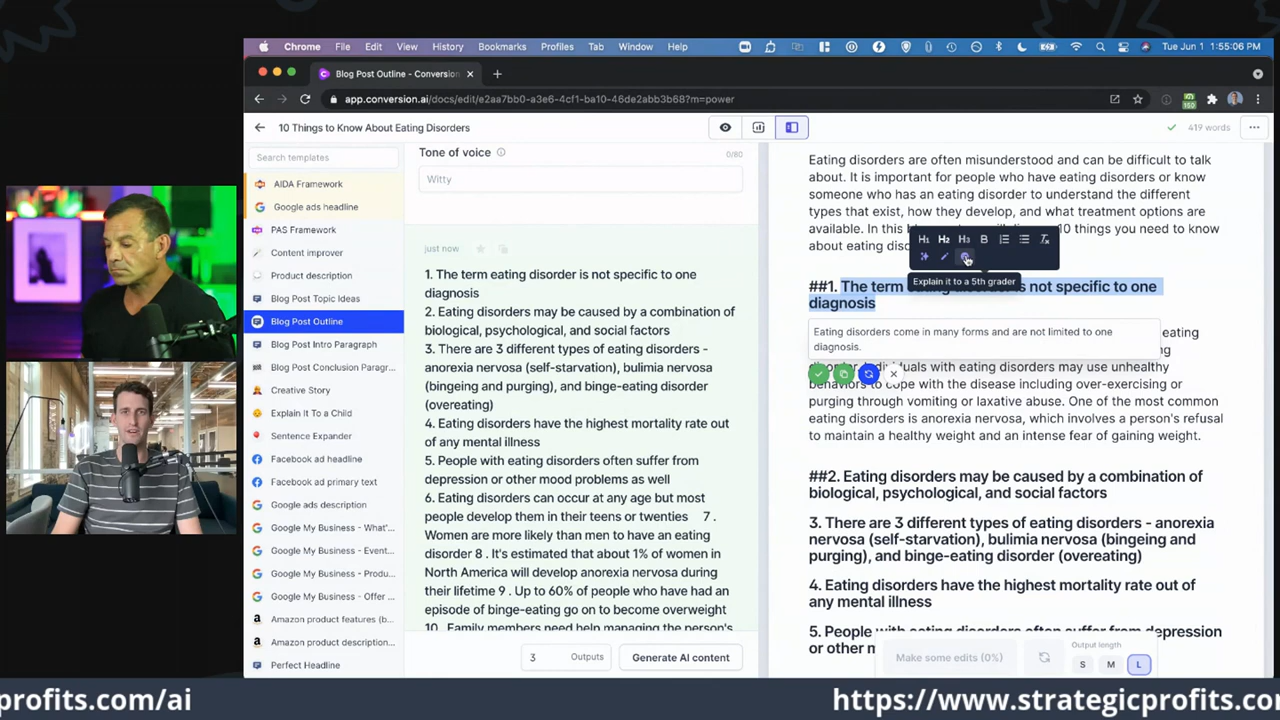 Chrome File Edit View History Bookmarks Profiles Tab Window Help
Tue Jun 1 1:55:06 PM
Blog Post Outline - Conversion
app.conversion.ai/docs/edit/e2aa7bb0-a3e6-4cf1-ba10-46de2abb3b68?m=power
150
10 Things to Know About Eating Disorders
419 words
Search templates
AIDA Framework
Google ads headline
PAS Framework
Content improver
Product description
Blog Post Topic Ideas
Blog Post Outline
Blog Post Intro Paragraph
Blog Post Conclusion Paragr...
Creative Story
Explain It To a Child
Sentence Expander
Facebook ad headline
Facebook ad primary text
Google ads description
Google My Business - What'...
Google My Business - Event...
Google My Business - Produ...
Google My Business - Offer ...
Amazon product features (b...
Amazon product description...
Perfect Headline
Tone of voice
0/80
Witty
just now
1. The term eating disorder is not specific to one
diagnosis
2. Eating disorders may be caused by a combination of
biological, psychological, and social factors
3. There are 3 different types of eating disorders -
anorexia nervosa (self-starvation), bulimia nervosa
(bingeing and purging), and binge-eating disorder
(overeating)
4. Eating disorders have the highest mortality rate out
of any mental illness
5. People with eating disorders often suffer from
depression or other mood problems as well
6. Eating disorders can occur at any age but most
people develop them in their teens or twenties 7 .
Women are more likely than men to have an eating
disorder 8 . It's estimated that about 1% of women in
North America will develop anorexia nervosa during
their lifetime 9 . Up to 60% of people who have had an
episode of binge-eating go on to become overweight
10. Family members need help managing the person's
3 Outputs
Generate AI content
Eating disorders are often misunderstood and can be difficult to talk
about. It is important for people who have eating disorders or know
someone who has an eating disorder to understand the different
types that exist, how they develop, and what treatment options are
available. In this 10 things you need to know
about eating
H1 H2 H3 B
Explain it to a 5th grader
##1. The term eating disorder is not specific to one
diagnosis
Eating disorders come in many forms and are not limited to one
diagnosis.
eating
individuals with eating disorders may use unhealthy
behaviors to cope with the disease including over-exercising or
purging through vomiting or laxative abuse. One of the most common
eating disorders is anorexia nervosa, which involves a person's refusal
to maintain a healthy weight and an intense fear of gaining weight.
##2. Eating disorders may be caused by a combination of
biological, psychological, and social factors
3. There are 3 different types of eating disorders - anorexia
nervosa (self-starvation), bulimia nervosa (bingeing and
purging), and binge-eating disorder (overeating)
4. Eating disorders have the highest mortality rate out of
any mental illness
5. People with eating disorders often suffer from depression
or other
Make some edits (0%)
Output length
S M L
profits.com/ai
https://www.strategicprofits.co